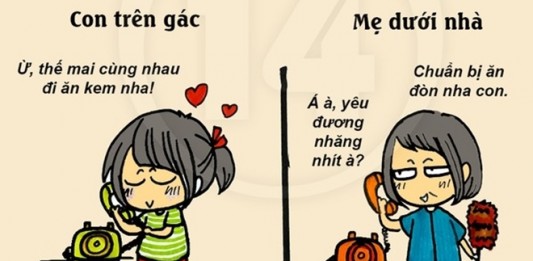 Con trên gác
Ừ, thế mai cùng nhau
đi ăn kem nha!
Mẹ dưới nhà
Chuẩn bị ăn
đòn nha con.
Á à, yêu
đương
nhăng
nhít à?
14